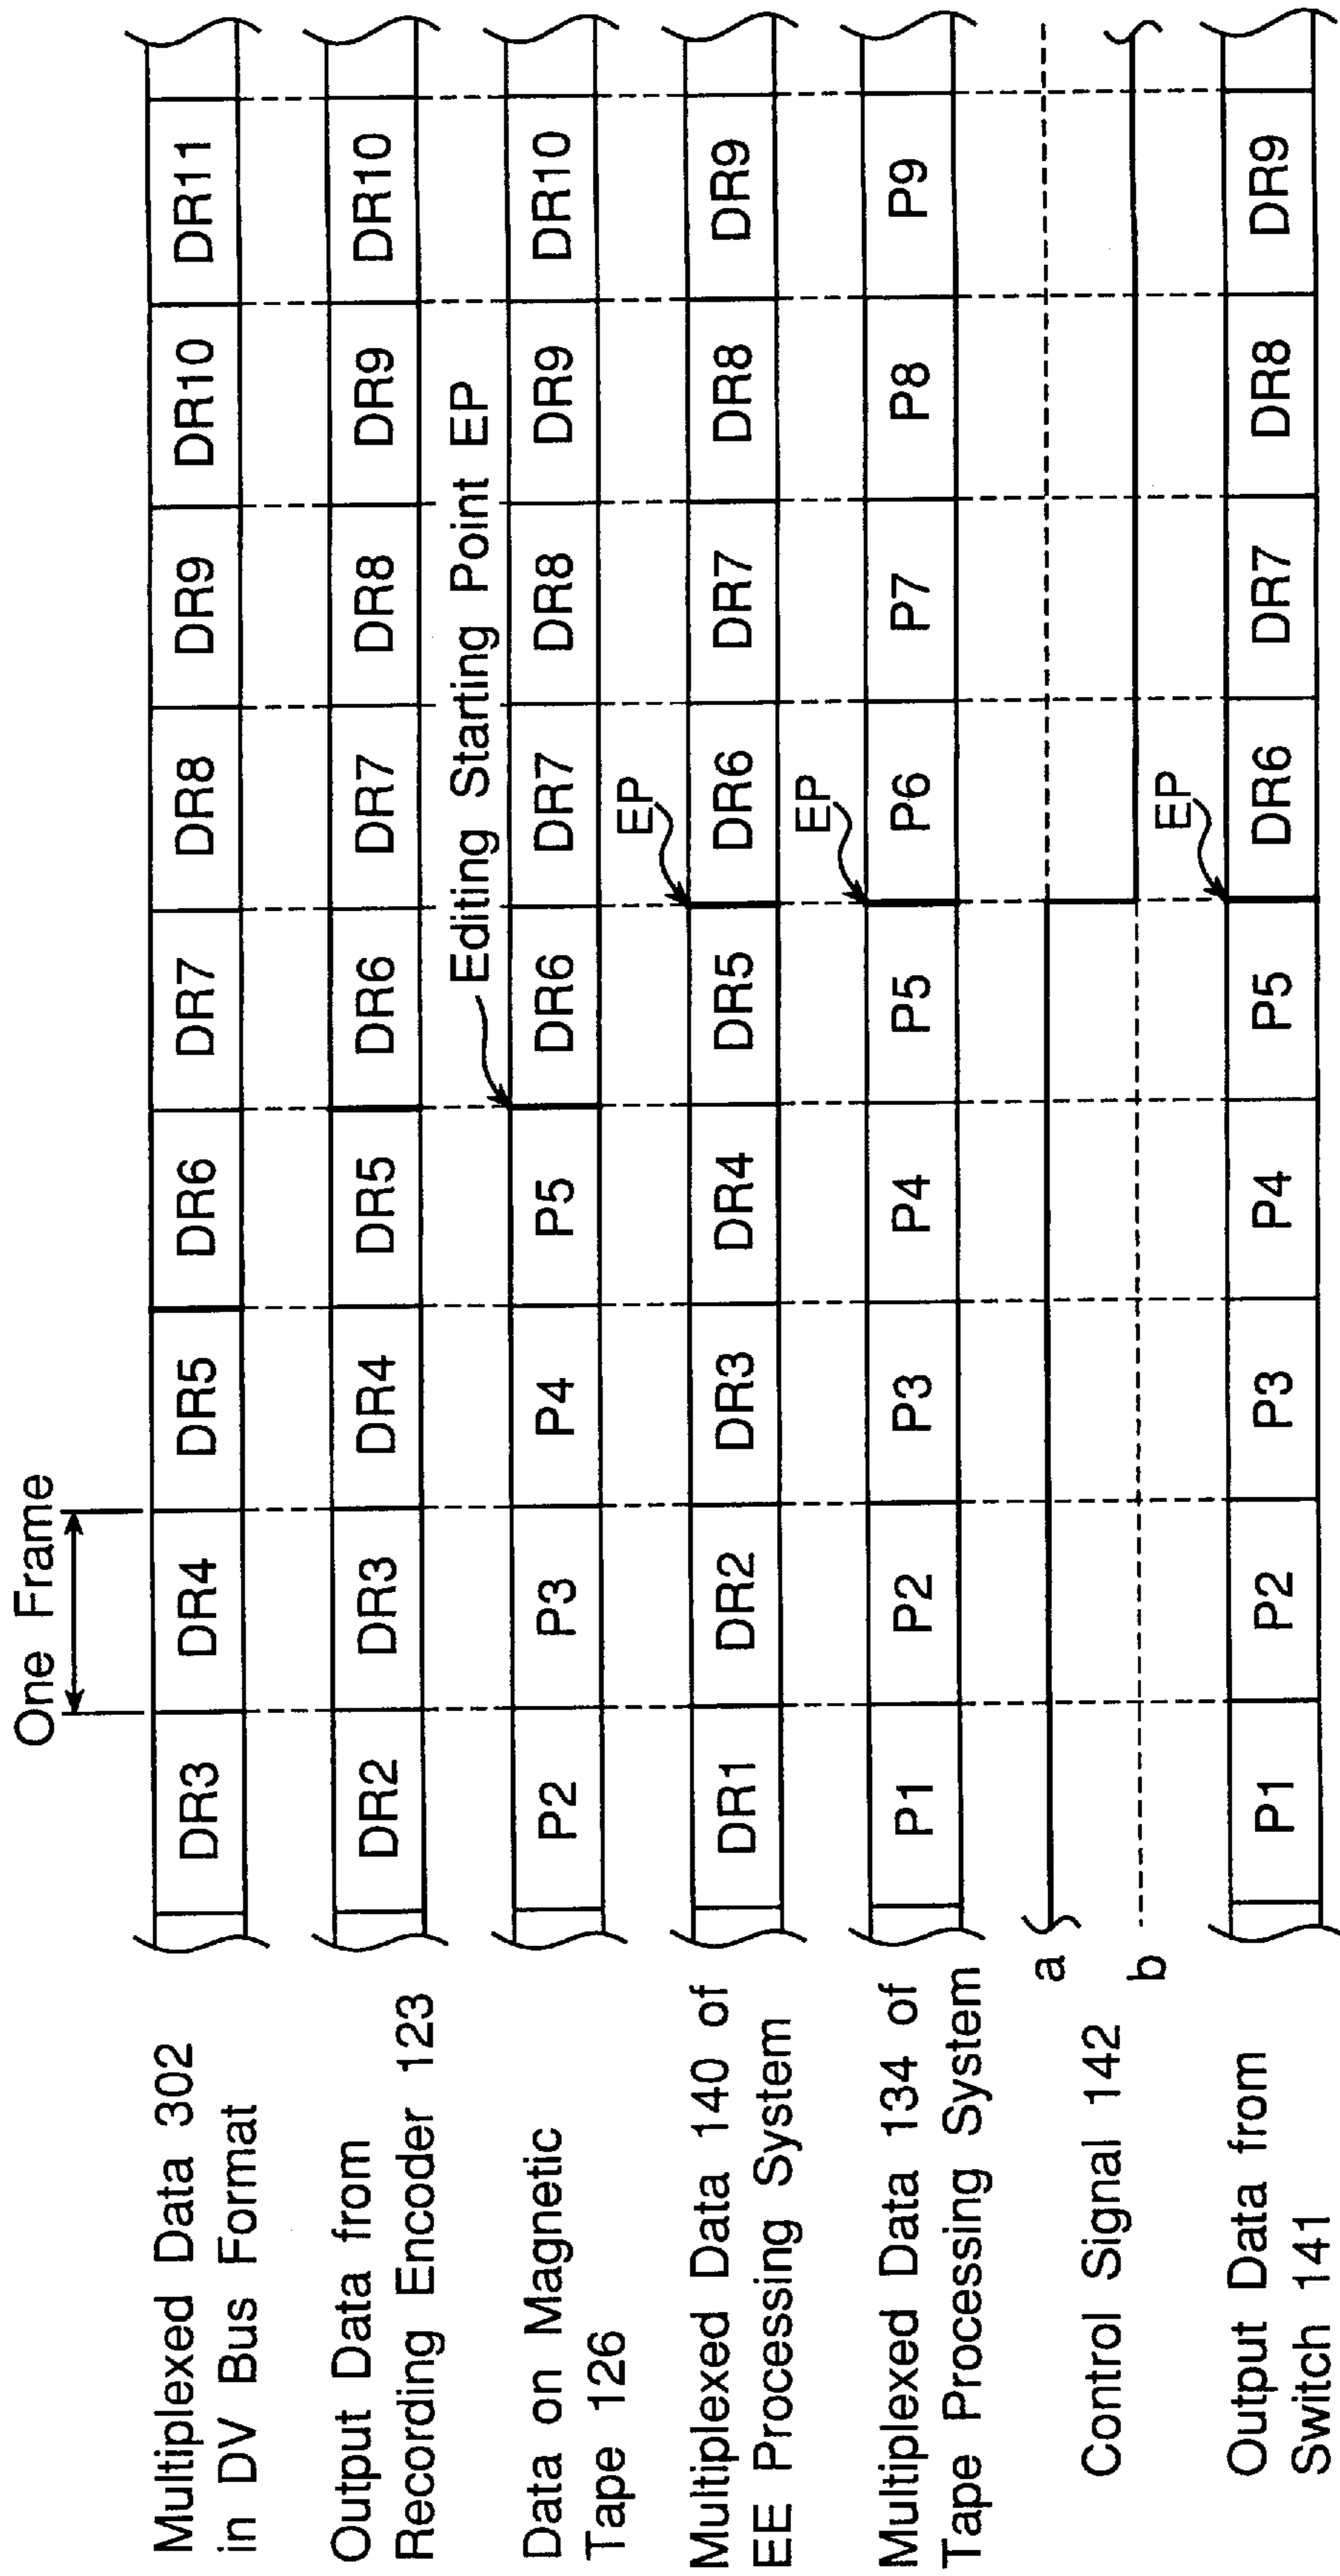 One Frame
Multiplexed Data 302
in DV Bus Format
DR3 DR4 DR5 DR6 DR7 DR8 DR9 DR10 DR11
Output Data from
Recording Encoder 123
DR2 DR3 DR4 DR5 DR6 DR7 DR8 DR9 DR10
Editing Starting Point EP
Data on Magnetic
Tape 126
P2 P3 P4 P5 DR6 DR7 DR8 DR9 DR10
EP
Multiplexed Data 140 of
EE Processing System
DR1 DR2 DR3 DR4 DR5 DR6 DR7 DR8 DR9
EP
Multiplexed Data 134 of
Tape Processing System
P1 P2 P3 P4 P5 P6 P7 P8 P9
a
Control Signal 142
b
EP
Output Data from
Switch 141
P1 P2 P3 P4 P5 DR6 DR7 DR8 DR9